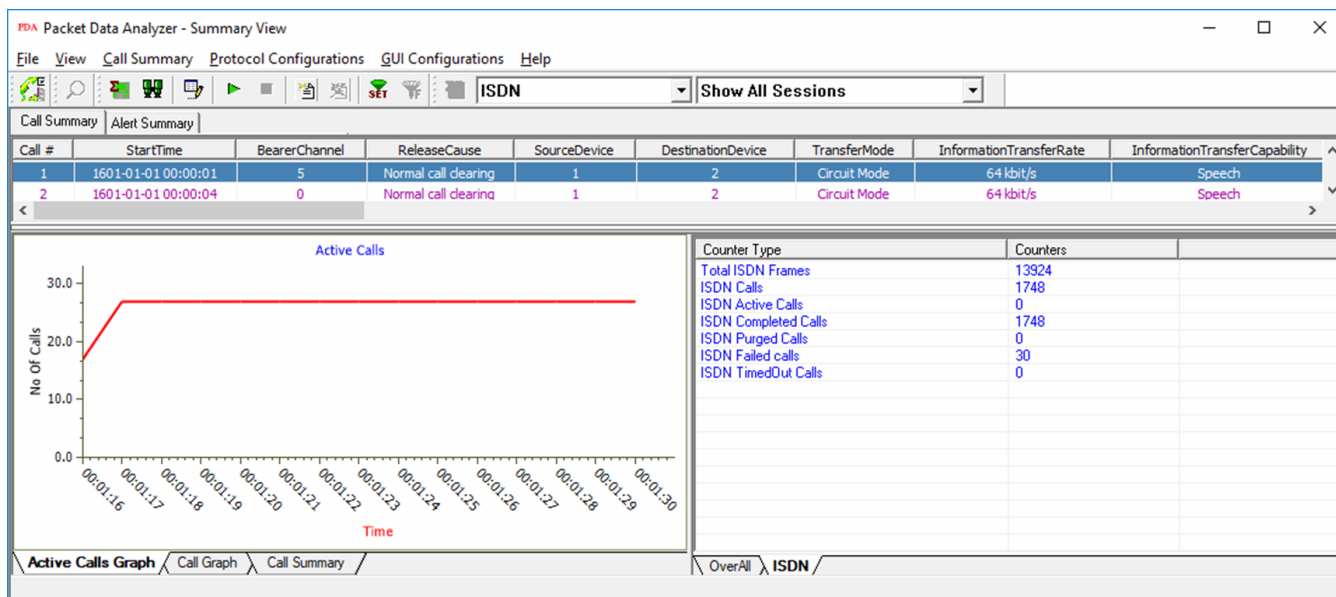 PDA Packet Data Analyzer - Summary View
File View Call Summary Protocol Configurations GUI Configurations Help
SET ISDN Show All Sessions
Call Summary Alert Summary
Call # StartTime BearerChannel ReleaseCause SourceDevice DestinationDevice TransferMode InformationTransferRate InformationTransferCapability
1 1601-01-01 00:00:01 5 Normal call clearing 1 2 Circuit Mode 64 kbit/s Speech
2 1601-01-01 00:00:04 0 Normal call clearing 1 2 Circuit Mode 64 kbit/s Speech
Active Calls
30.0
20.0
10.0
0.0
No Of Calls
00:01:16 00:01:17 00:01:18 00:01:19 00:01:20 00:01:21 00:01:22 00:01:23 00:01:24 00:01:25 00:01:26 00:01:27 00:01:28 00:01:29 00:01:30
Time
Active Calls Graph Call Graph Call Summary
Counter Type Counters
Total ISDN Frames 13924
ISDN Calls 1748
ISDN Active Calls 0
ISDN Completed Calls 1748
ISDN Purged Calls 0
ISDN Failed calls 30
ISDN TimedOut Calls 0
OverAll ISDN